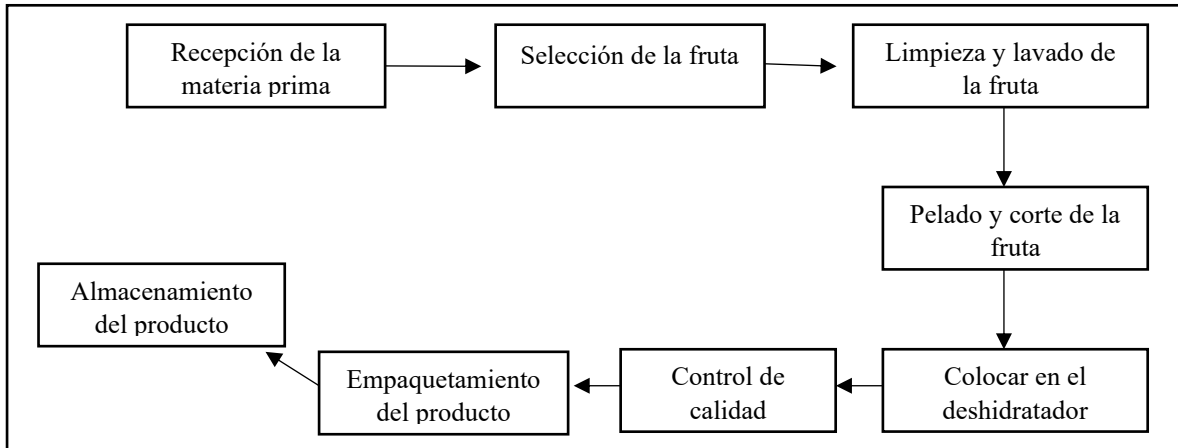 Recepción de la
materia prima
Selección de la fruta
Limpieza y lavado de
la fruta
Pelado y corte de la
fruta
Colocar en el
deshidratador
Control de
calidad
Empaquetamiento
del producto
Almacenamiento
del producto